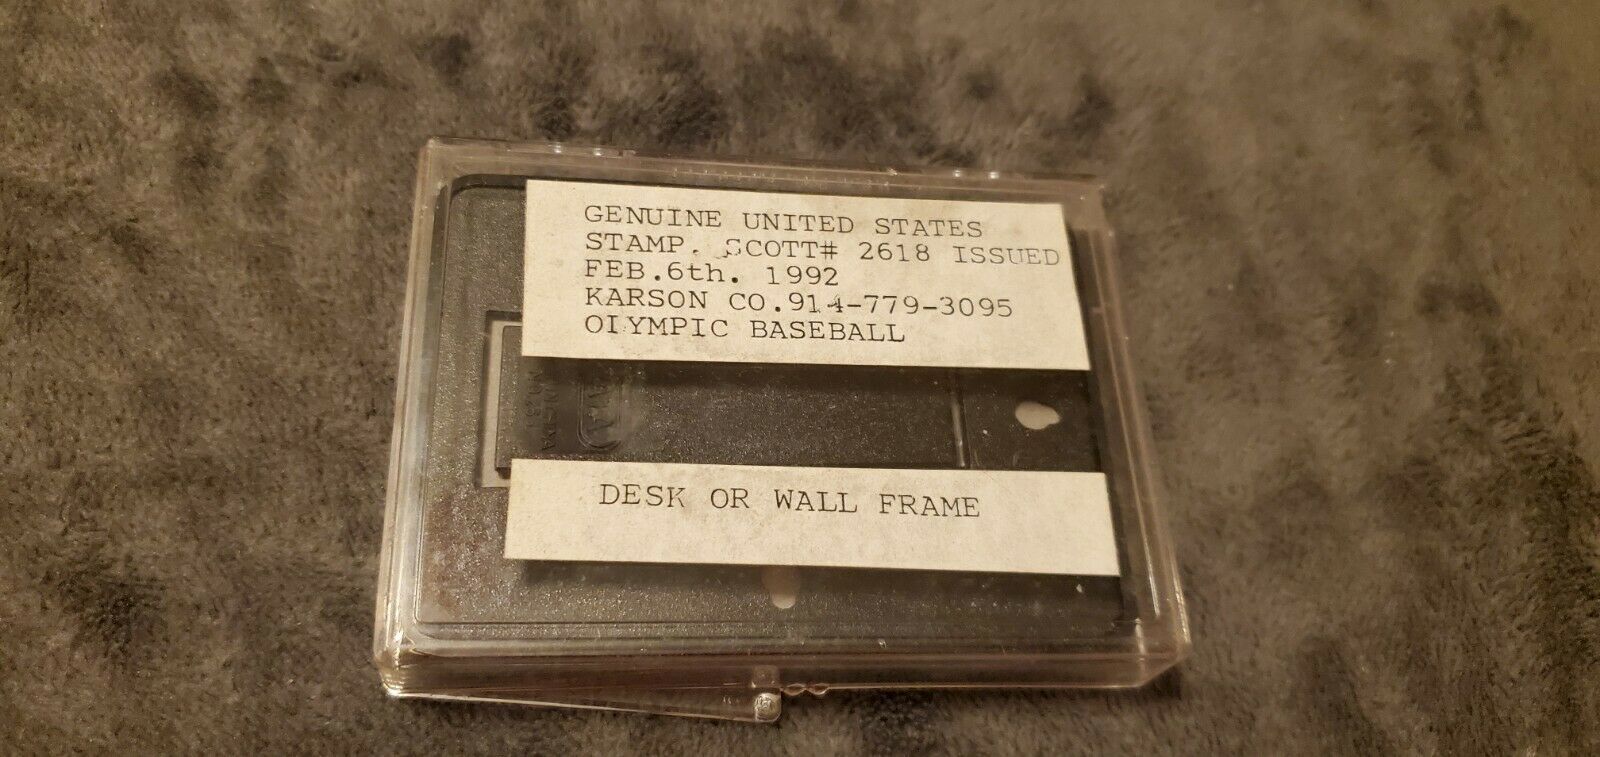 GENUINE UNITED STATES
STAMP. SCOTT# 2618 ISSUED
FEB.6th. 1992
KARSON CO.914-779-3095
OLYMPIC BASEBALL
DESK OR WALL FRAME